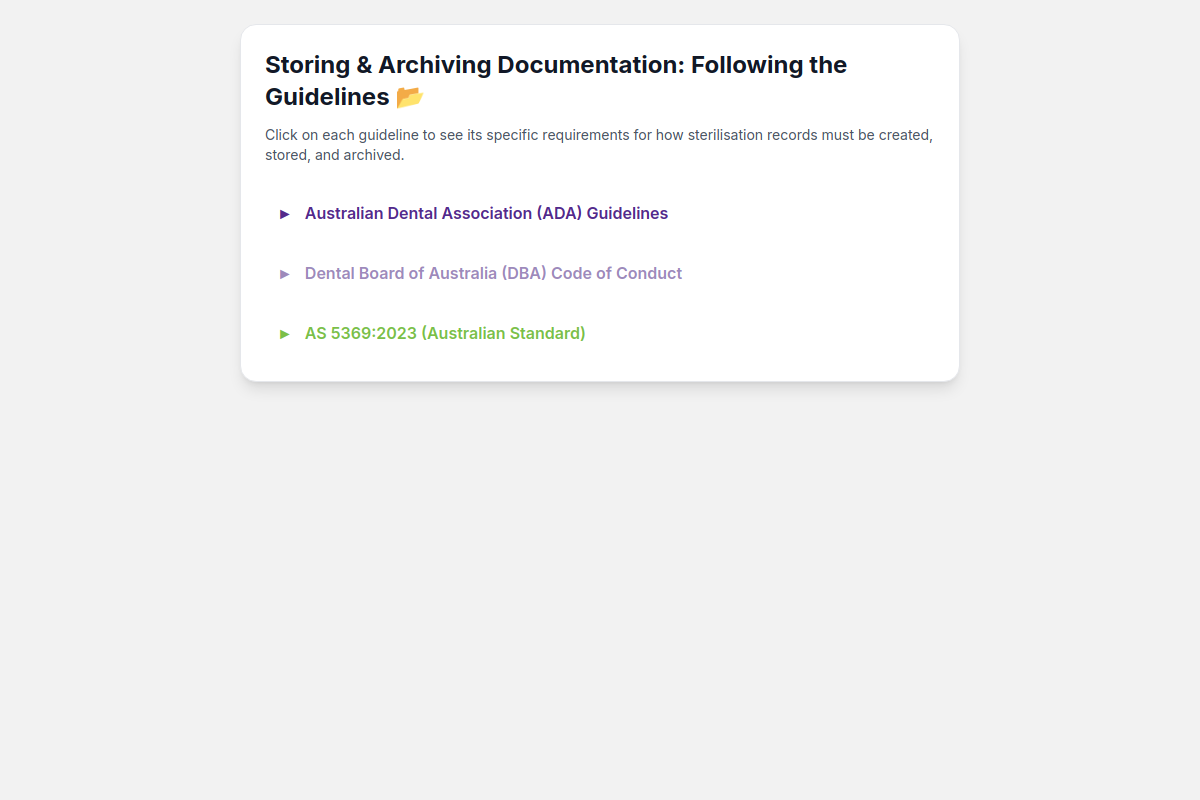 Storing & Archiving Documentation: Following the
Guidelines 📂
Click on each guideline to see its specific requirements for how sterilisation records must be created,
stored, and archived.
► Australian Dental Association (ADA) Guidelines
► Dental Board of Australia (DBA) Code of Conduct
► AS 5369:2023 (Australian Standard)